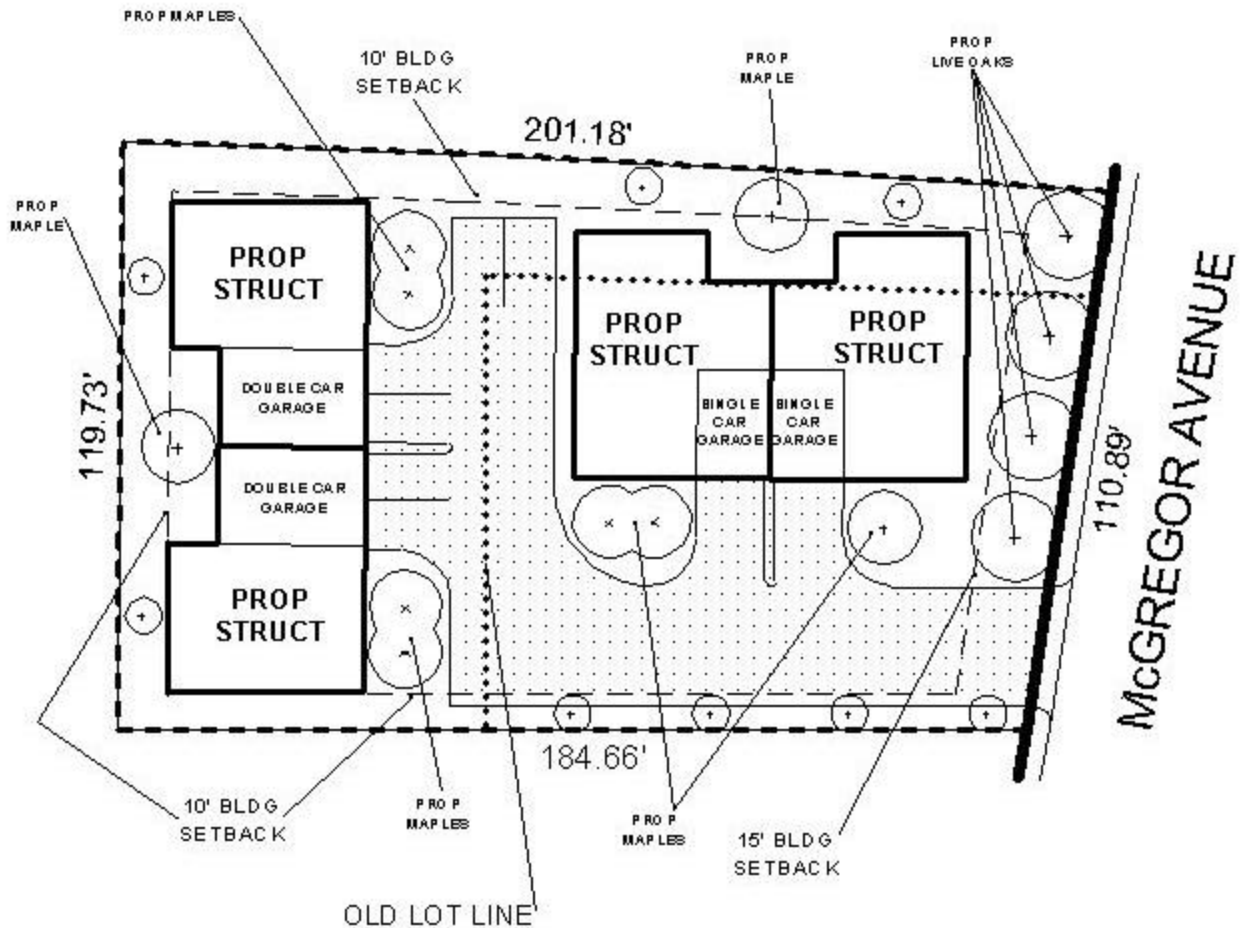 PROP MAPLES
10' BLDG
SETBACK
PROP
MAPLE
PROP
LIVE OAKS
201.18'
PROP
MAPLE
PROP
STRUCT
PROP
STRUCT
PROP
STRUCT
DOUBLE CAR
GARAGE
BINGLE
CAR
GARAGE
BINGLE
CAR
GARAGE
119.73'
DOUBLE CAR
GARAGE
110.89'
McGREGOR AVENUE
PROP
STRUCT
184.66'
10' BLDG
SETBACK
PROP
MAPLES
PROP
MAPLES
15' BLDG
SETBACK
OLD LOT LINE